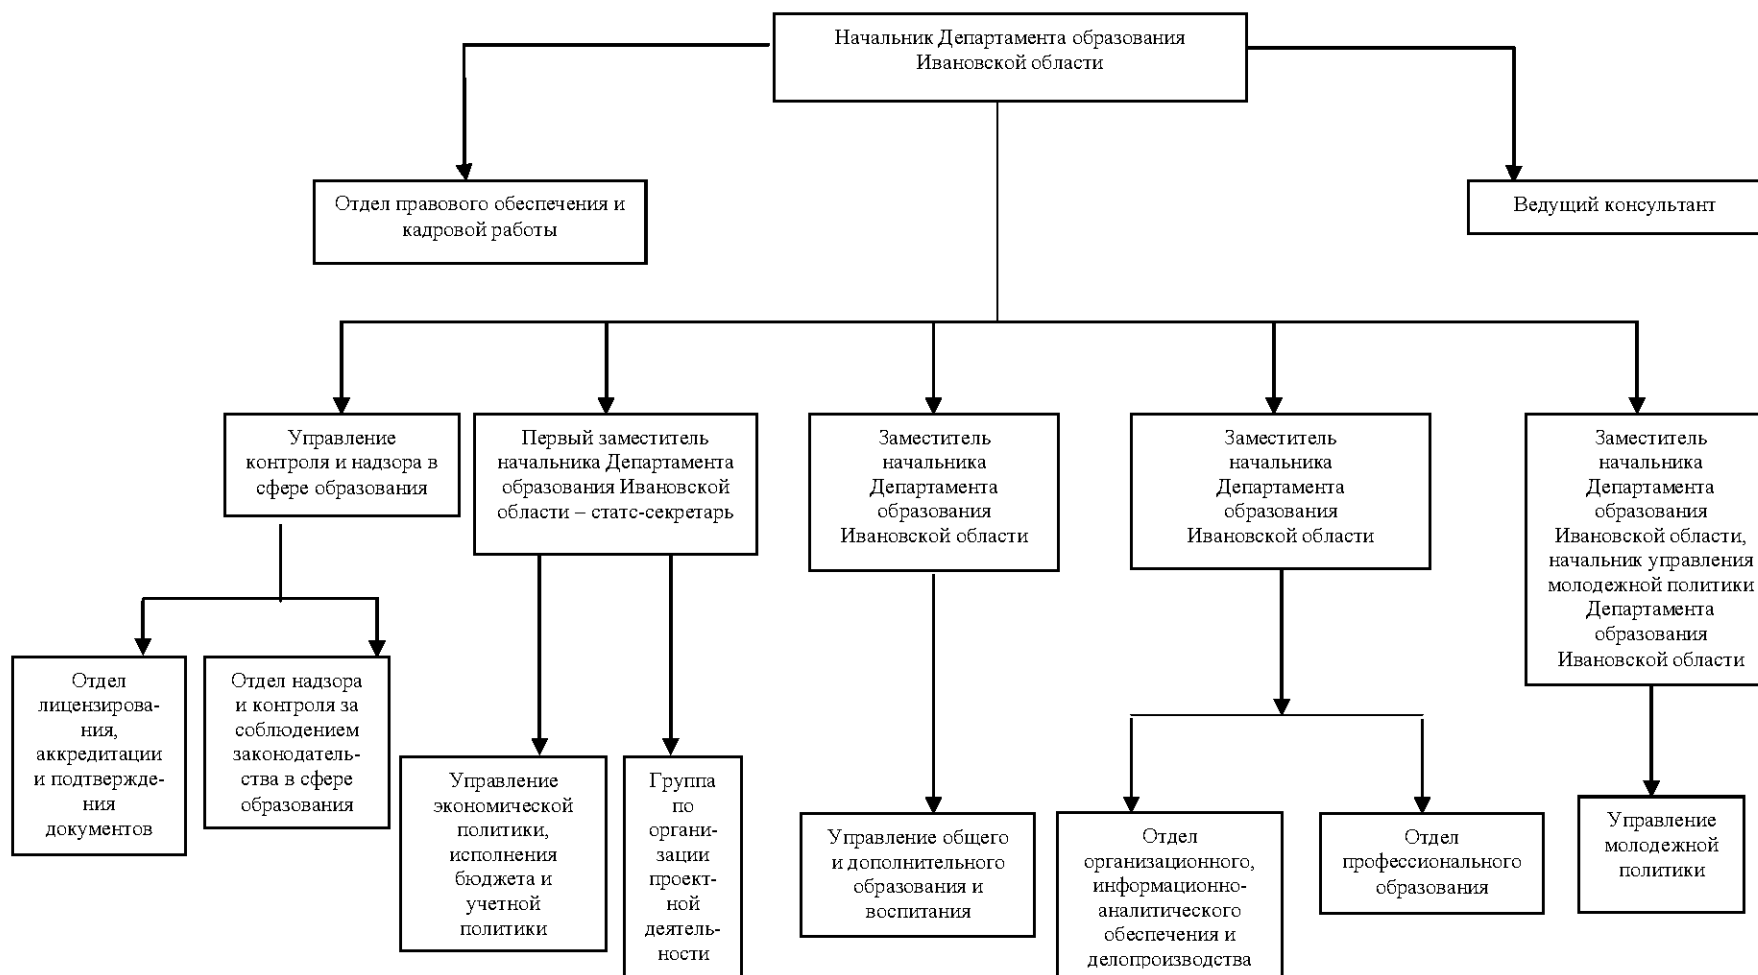 Начальник Департамента образования
Ивановской области
Отдел правового обеспечения и
кадровой работы
Ведущий консультант
Управление
контроля и надзора в
сфере образования
Первый заместитель
начальника Департамента
образования Ивановской
области – статс-секретарь
Заместитель
начальника
Департамента
образования
Ивановской области
Заместитель
начальника
Департамента
образования
Ивановской области
Заместитель
начальника
Департамента
образования
Ивановской области,
начальник управления
молодежной политики
Департамента
образования
Ивановской области
Отдел
лицензирова-
ния,
аккредитации
и подтвержде-
ния
документов
Отдел надзора
и контроля за
соблюдением
законодатель-
ства в сфере
образования
Управление
экономической
политики,
исполнения
бюджета и
учетной
политики
Группа
по
органи-
зации
проект-
ной
деятель-
ности
Управление общего
и дополнительного
образования и
воспитания
Отдел
организационного,
информационно-
аналитического
обеспечения и
делопроизводства
Отдел
профессионального
образования
Управление
молодежной
политики